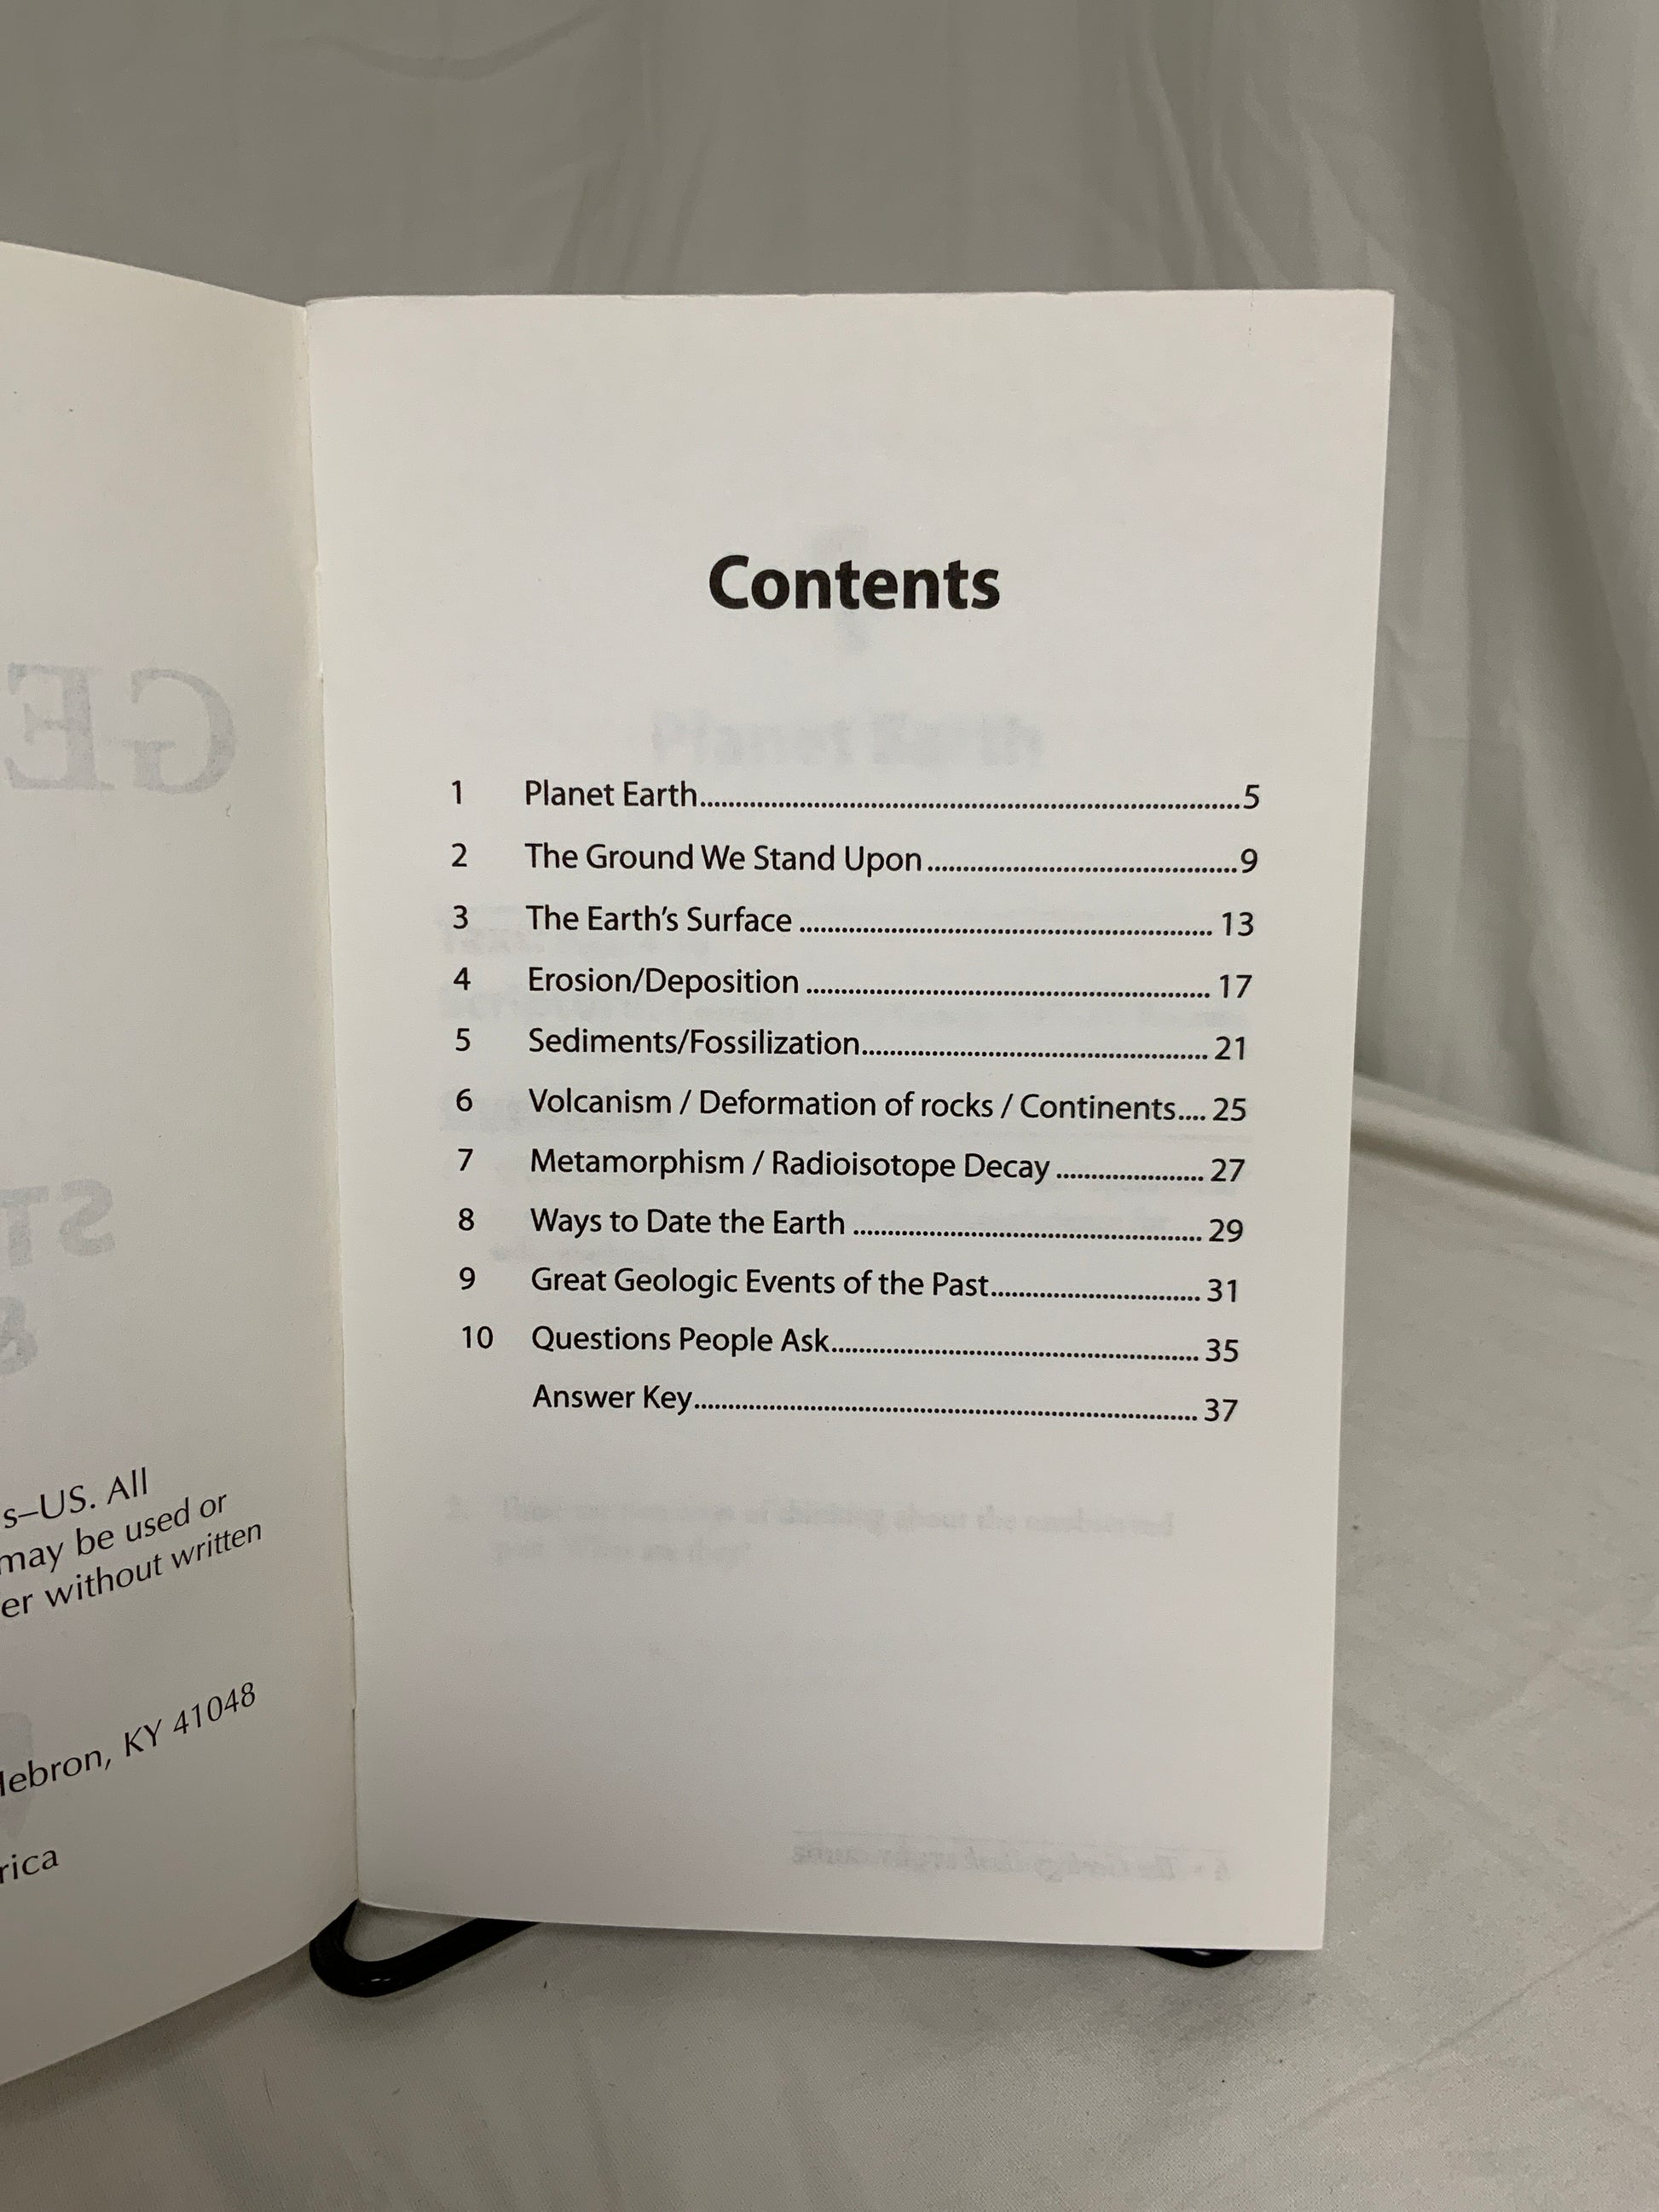 GE
ST
&
s–US. All
may be used or
er without written
lebron, KY 41048
rica
Contents
1 Planet Earth..........5
2 The Ground We Stand Upon..........9
3 The Earth's Surface..........13
4 Erosion/Deposition..........17
5 Sediments/Fossilization..........21
6 Volcanism / Deformation of rocks / Continents....25
7 Metamorphism / Radioisotope Decay..........27
8 Ways to Date the Earth..........29
9 Great Geologic Events of the Past..........31
10 Questions People Ask..........35
Answer Key..........37